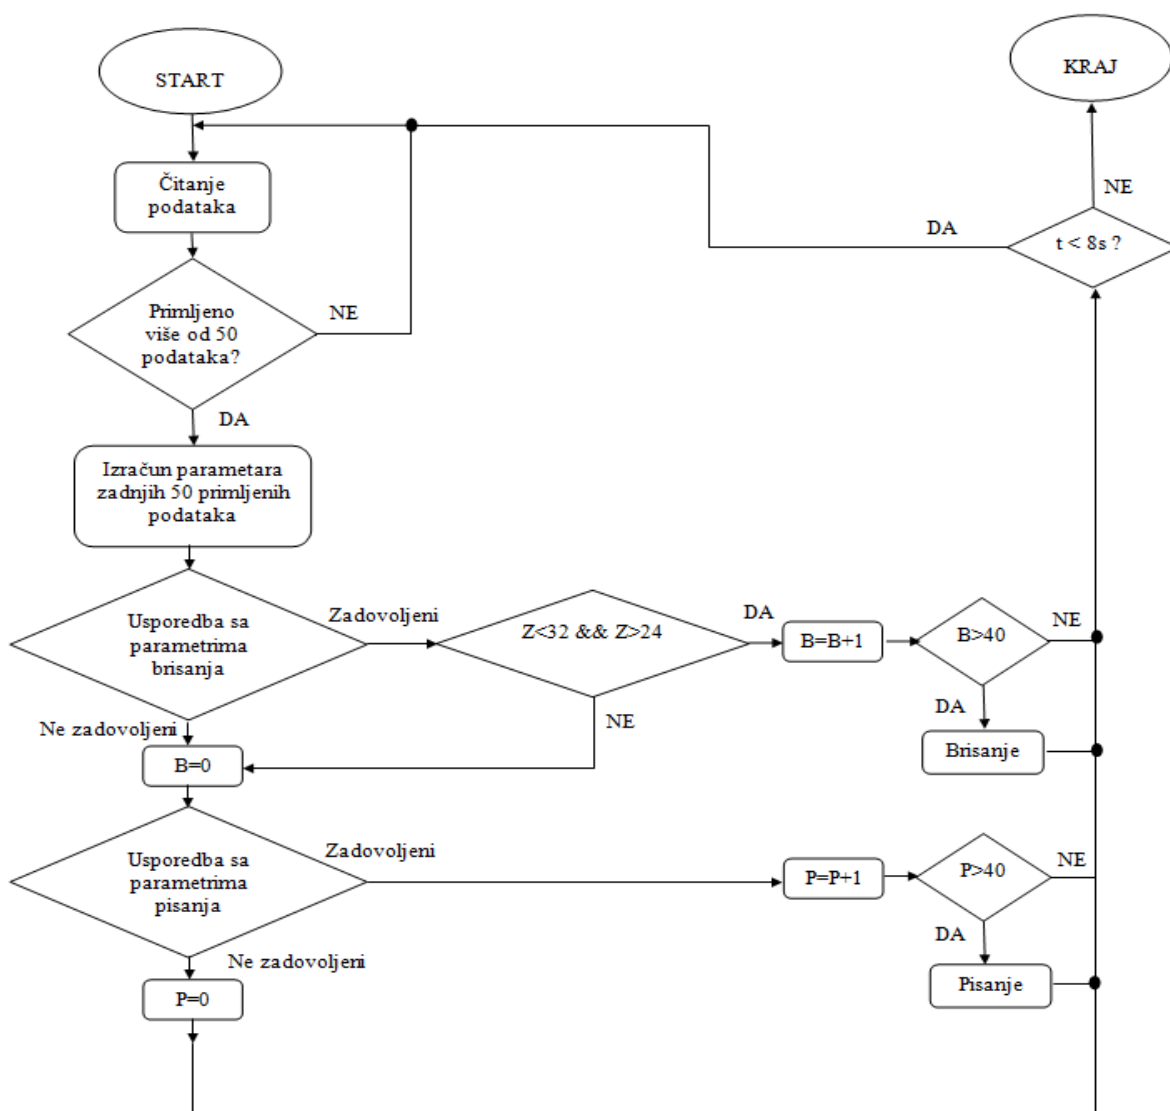 START
KRAJ
Čitanje
podataka
NE
DA
t < 8s ?
Primljeno
više od 50
podataka?
NE
DA
Izračun parametara
zadnjih 50 primljenih
podataka
Usporedba sa
parametrima
brisanja
Zadovoljeni
Z<32 && Z>24
DA
B=B+1
B>40
NE
Ne zadovoljeni
NE
DA
B=0
Brisanje
Usporedba sa
parametrima
pisanja
Zadovoljeni
P=P+1
P>40
NE
Ne zadovoljeni
DA
P=0
Pisanje